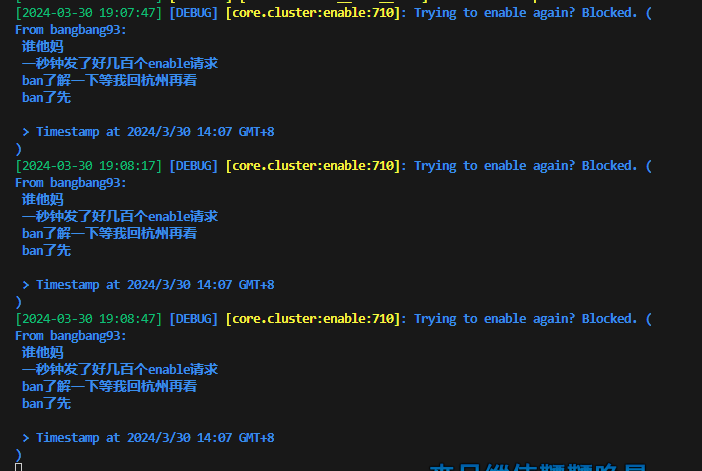 [2024-03-30 19:07:47] [DEBUG] [core.cluster:enable:710]: Trying to enable again? Blocked. (
From bangbang93:
谁他妈
一秒钟发了好几百个enable请求
ban了解一下等我回杭州再看
ban了先
> Timestamp at 2024/3/30 14:07 GMT+8
)
[2024-03-30 19:08:17] [DEBUG] [core.cluster:enable:710]: Trying to enable again? Blocked. (
From bangbang93:
谁他妈
一秒钟发了好几百个enable请求
ban了解一下等我回杭州再看
ban了先
> Timestamp at 2024/3/30 14:07 GMT+8
)
[2024-03-30 19:08:47] [DEBUG] [core.cluster:enable:710]: Trying to enable again? Blocked. (
From bangbang93:
谁他妈
一秒钟发了好几百个enable请求
ban了解一下等我回杭州再看
ban了先
> Timestamp at 2024/3/30 14:07 GMT+8
)